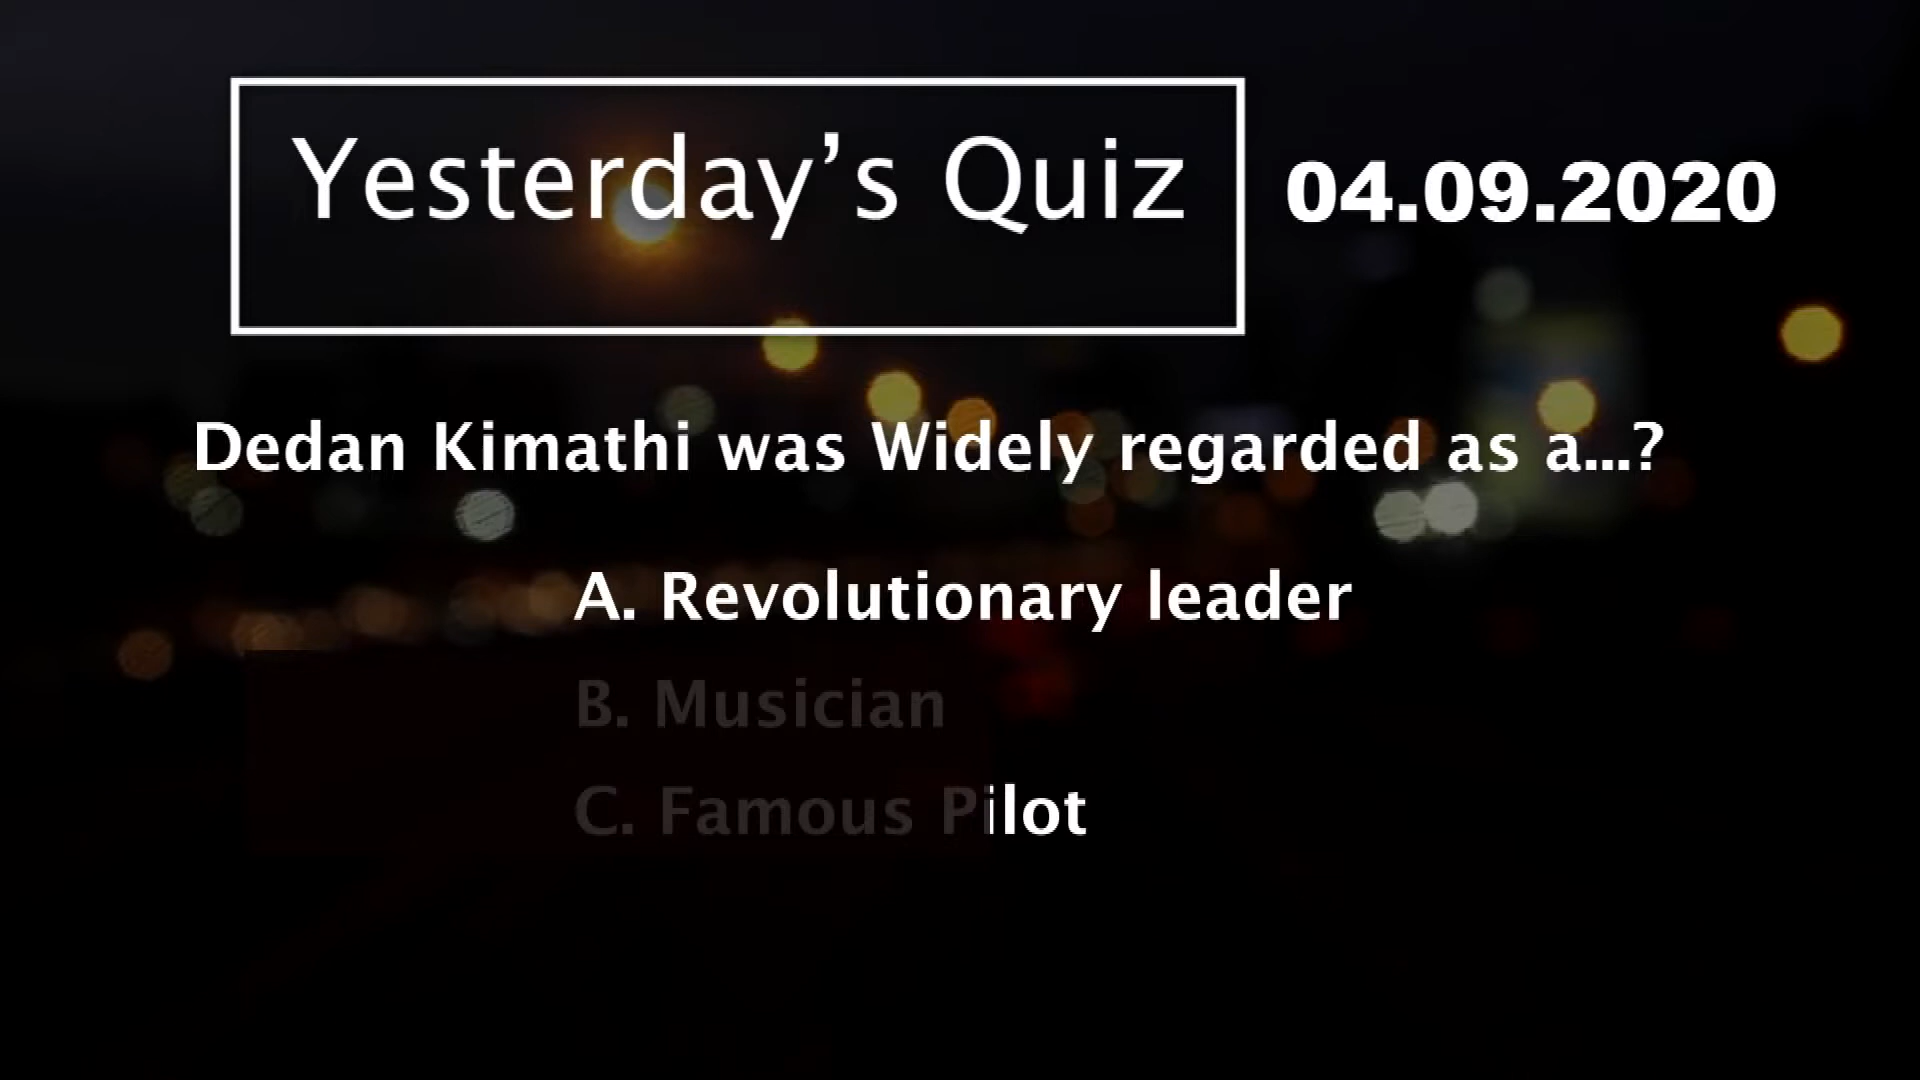 Yesterday’s Quiz
04.09.2020
Dedan Kimathi was Widely regarded as a...?
A. Revolutionary leader
B. Musician
C. Famous Pilot